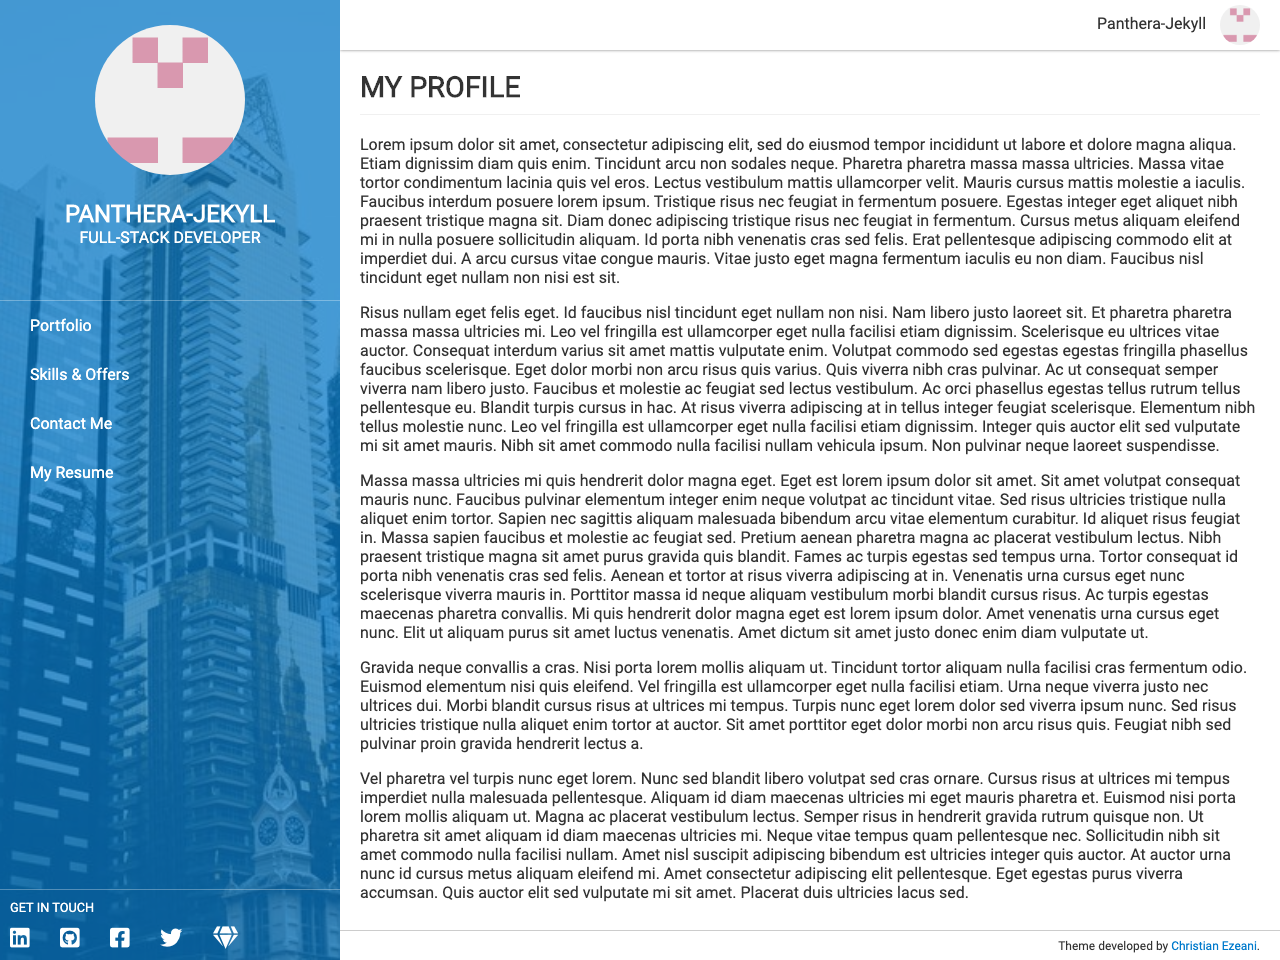 PANTHERA-JEKYLL
FULL-STACK DEVELOPER
Portfolio
Skills & Offers
Contact Me
My Resume
GET IN TOUCH
Panthera-Jekyll
MY PROFILE
Lorem ipsum dolor sit amet, consectetur adipiscing elit, sed do eiusmod tempor incididunt ut labore et dolore magna aliqua.
Etiam dignissim diam quis enim. Tincidunt arcu non sodales neque. Pharetra pharetra massa massa ultricies. Massa vitae
tortor condimentum lacinia quis vel eros. Lectus vestibulum mattis ullamcorper velit. Mauris cursus mattis molestie a iaculis.
Faucibus interdum posuere lorem ipsum. Tristique risus nec feugiat in fermentum posuere. Egestas integer eget aliquet nibh
praesent tristique magna sit. Diam donec adipiscing tristique risus nec feugiat in fermentum. Cursus metus aliquam eleifend
mi in nulla posuere sollicitudin aliquam. Id porta nibh venenatis cras sed felis. Erat pellentesque adipiscing commodo elit at
imperdiet dui. A arcu cursus vitae congue mauris. Vitae justo eget magna fermentum iaculis eu non diam. Faucibus nisl
tincidunt eget nullam non nisi est sit.
Risus nullam eget felis eget. Id faucibus nisl tincidunt eget nullam non nisi. Nam libero justo laoreet sit. Et pharetra pharetra
massa massa ultricies mi. Leo vel fringilla est ullamcorper eget nulla facilisi etiam dignissim. Scelerisque eu ultrices vitae
auctor. Consequat interdum varius sit amet mattis vulputate enim. Volutpat commodo sed egestas egestas fringilla phasellus
faucibus scelerisque. Eget dolor morbi non arcu risus quis varius. Quis viverra nibh cras pulvinar. Ac ut consequat semper
viverra nam libero justo. Faucibus et molestie ac feugiat sed lectus vestibulum. Ac orci phasellus egestas tellus rutrum tellus
pellentesque eu. Blandit turpis cursus in hac. At risus viverra adipiscing at in tellus integer feugiat scelerisque. Elementum nibh
tellus molestie nunc. Leo vel fringilla est ullamcorper eget nulla facilisi etiam dignissim. Integer quis auctor elit sed vulputate
mi sit amet mauris. Nibh sit amet commodo nulla facilisi nullam vehicula ipsum. Non pulvinar neque laoreet suspendisse.
Massa massa ultricies mi quis hendrerit dolor magna eget. Eget est lorem ipsum dolor sit amet. Sit amet volutpat consequat
mauris nunc. Faucibus pulvinar elementum integer enim neque volutpat ac tincidunt vitae. Sed risus ultricies tristique nulla
aliquet enim tortor. Sapien nec sagittis aliquam malesuada bibendum arcu vitae elementum curabitur. Id aliquet risus feugiat
in. Massa sapien faucibus et molestie ac feugiat sed. Pretium aenean pharetra magna ac placerat vestibulum lectus. Nibh
praesent tristique magna sit amet purus gravida quis blandit. Fames ac turpis egestas sed tempus urna. Tortor consequat id
porta nibh venenatis cras sed felis. Aenean et tortor at risus viverra adipiscing at in. Venenatis urna cursus eget nunc
scelerisque viverra mauris in. Porttitor massa id neque aliquam vestibulum morbi blandit cursus risus. Ac turpis egestas
maecenas pharetra convallis. Mi quis hendrerit dolor magna eget est lorem ipsum dolor. Amet venenatis urna cursus eget
nunc. Elit ut aliquam purus sit amet luctus venenatis. Amet dictum sit amet justo donec enim diam vulputate ut.
Gravida neque convallis a cras. Nisi porta lorem mollis aliquam ut. Tincidunt tortor aliquam nulla facilisi cras fermentum odio.
Euismod elementum nisi quis eleifend. Vel fringilla est ullamcorper eget nulla facilisi etiam. Urna neque viverra justo nec
ultrices dui. Morbi blandit cursus risus at ultrices mi tempus. Turpis nunc eget lorem dolor sed viverra ipsum nunc. Sed risus
ultricies tristique nulla aliquet enim tortor at auctor. Sit amet porttitor eget dolor morbi non arcu risus quis. Feugiat nibh sed
pulvinar proin gravida hendrerit lectus a.
Vel pharetra vel turpis nunc eget lorem. Nunc sed blandit libero volutpat sed cras ornare. Cursus risus at ultrices mi tempus
imperdiet nulla malesuada pellentesque. Aliquam id diam maecenas ultricies mi eget mauris pharetra et. Euismod nisi porta
lorem mollis aliquam ut. Magna ac placerat vestibulum lectus. Semper risus in hendrerit gravida rutrum quisque non. Ut
pharetra sit amet aliquam id diam maecenas ultricies mi. Neque vitae tempus quam pellentesque nec. Sollicitudin nibh sit
amet commodo nulla facilisi nullam. Amet nisl suscipit adipiscing bibendum est ultricies integer quis auctor. At auctor urna
nunc id cursus metus aliquam eleifend mi. Amet consectetur adipiscing elit pellentesque. Eget egestas purus viverra
accumsan. Quis auctor elit sed vulputate mi sit amet. Placerat duis ultricies lacus sed.
Theme developed by Christian Ezeani.